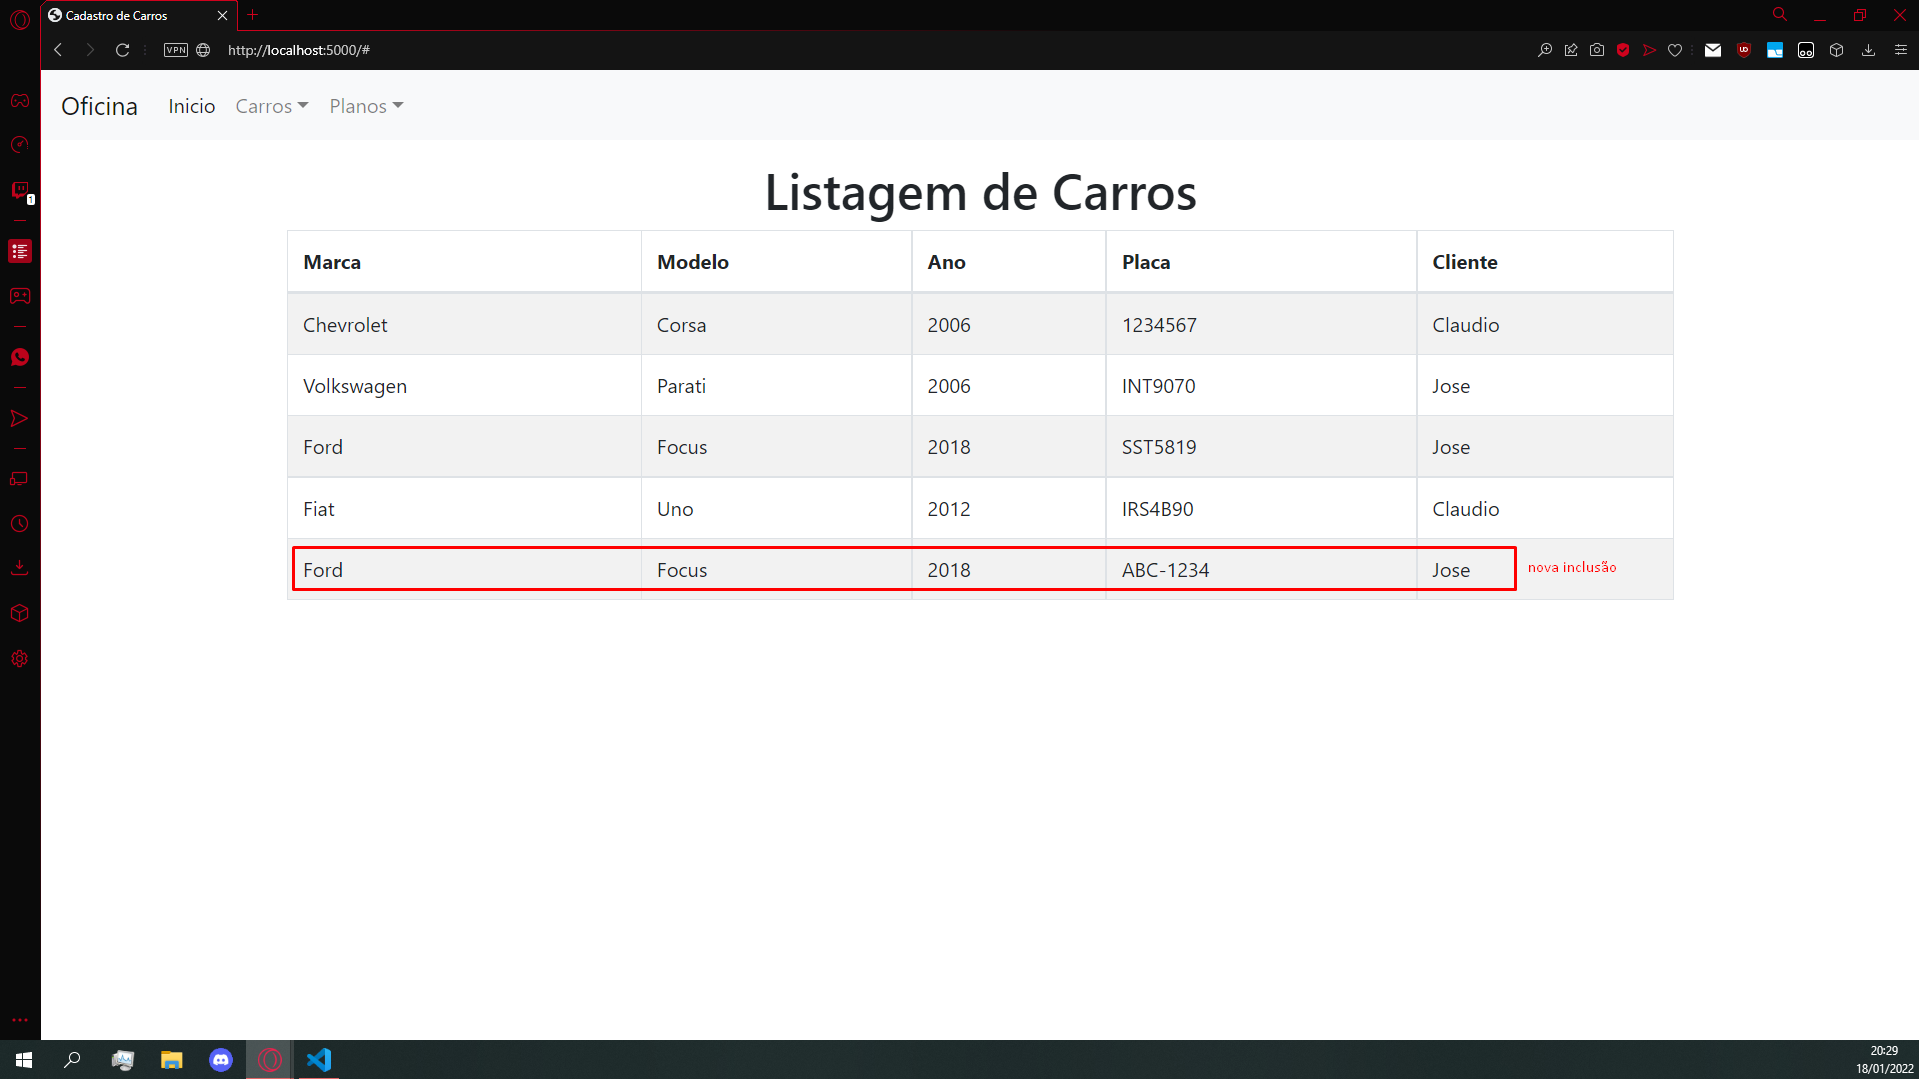 Cadastro de Carros
VPN http://localhost:5000/#
1
Oficina Inicio Carros Planos
Listagem de Carros
Marca Modelo Ano Placa Cliente
Chevrolet Corsa 2006 1234567 Claudio
Volkswagen Parati 2006 INT9070 Jose
Ford Focus 2018 SST5819 Jose
Fiat Uno 2012 IRS4B90 Claudio
Ford Focus 2018 ABC-1234 Jose nova inclusão
20:29
18/01/2022